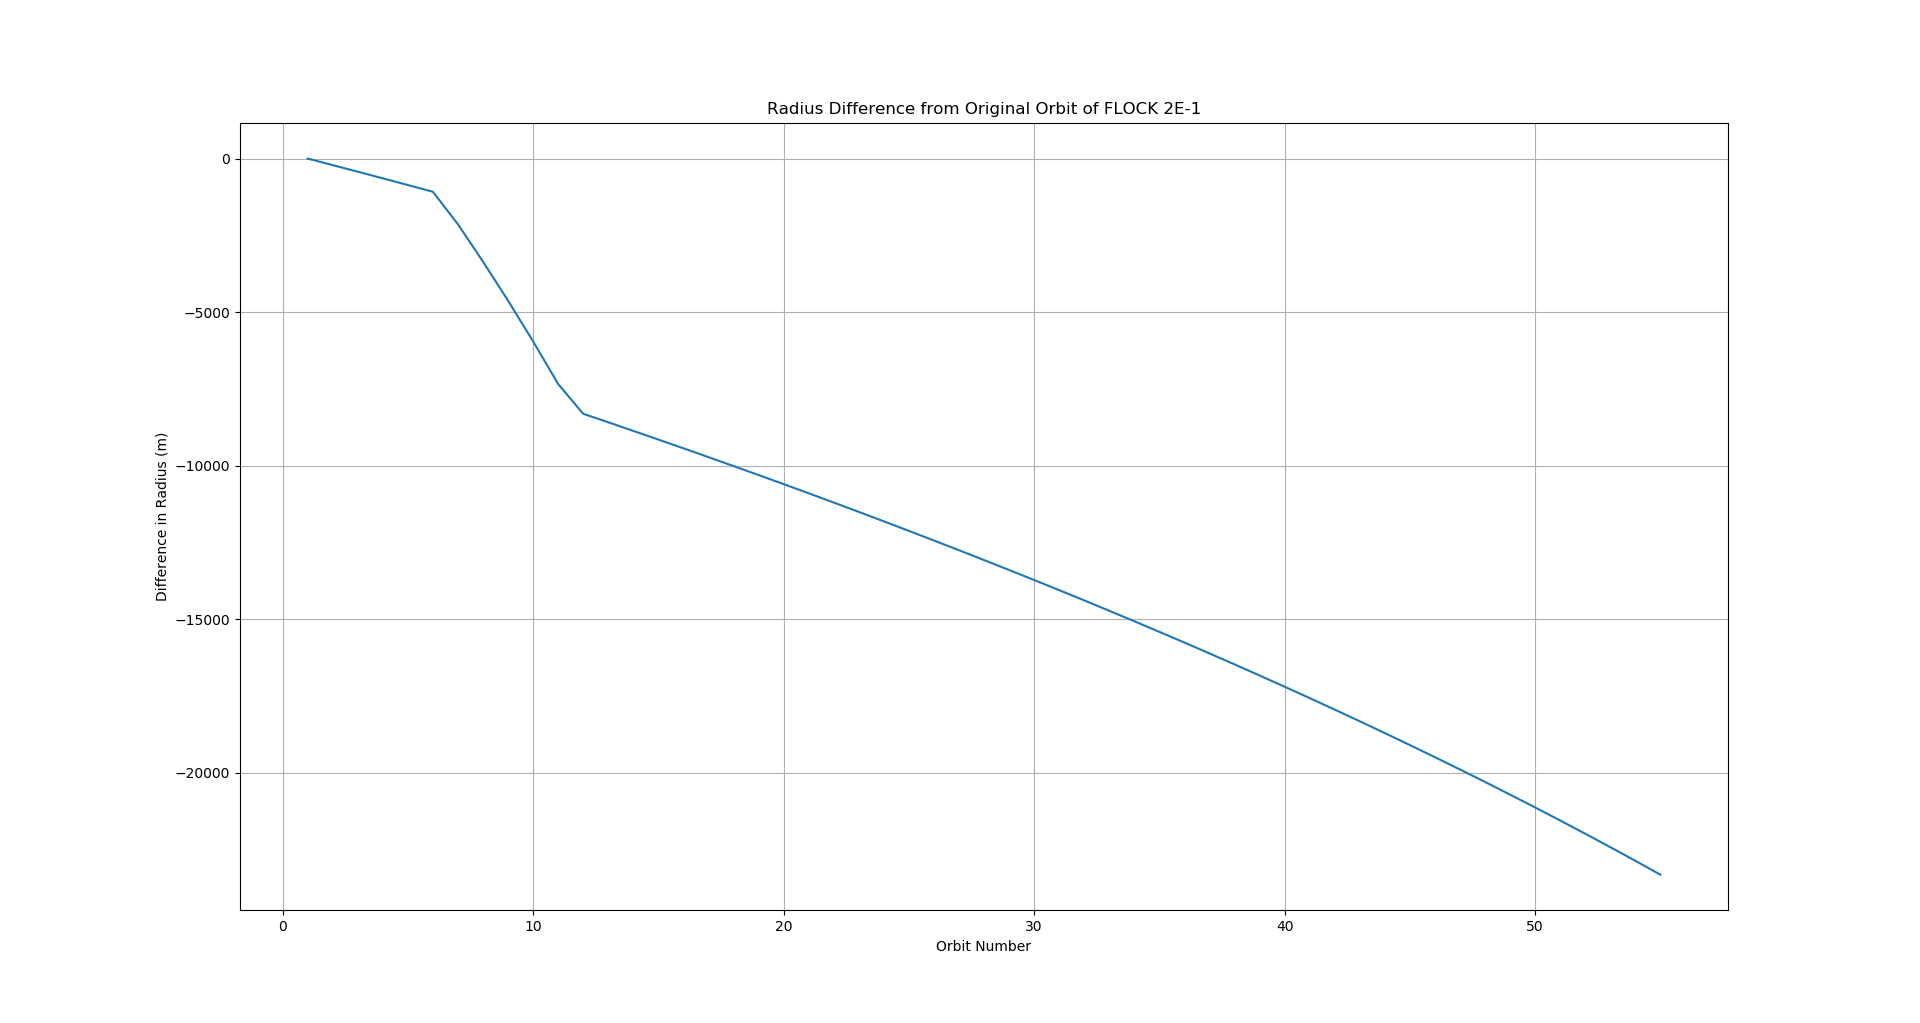 Radius Difference from Original Orbit of FLOCK 2E-1
0
−5000
−10000
−15000
−20000
Difference in Radius (m)
0 10 20 30 40 50
Orbit Number